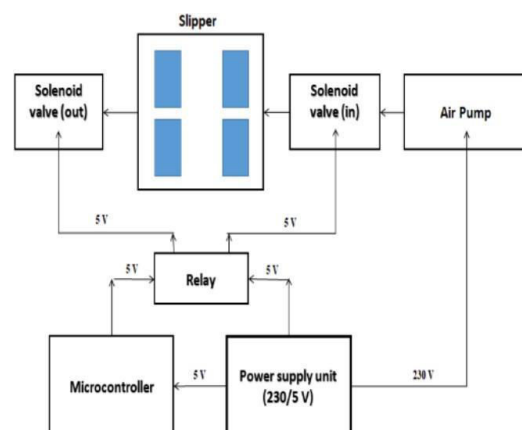 Slipper
Solenoid
valve (out)
Solenoid
valve (in)
Air Pump
5 V
5 V
5 V
Relay
5 V
Microcontroller
5 V
Power supply unit
(230/5 V)
230 V